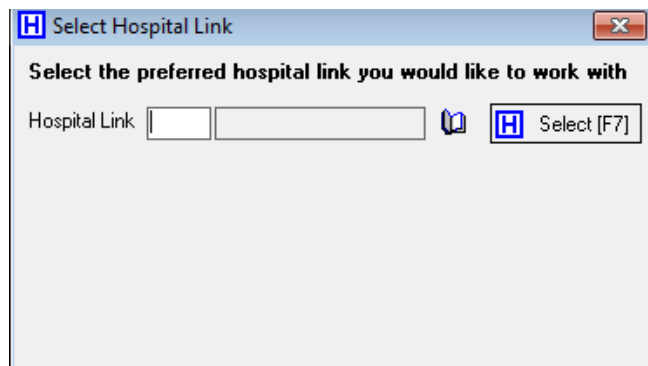 H Select Hospital Link
Select the preferred hospital link you would like to work with
Hospital Link H Select [F7]